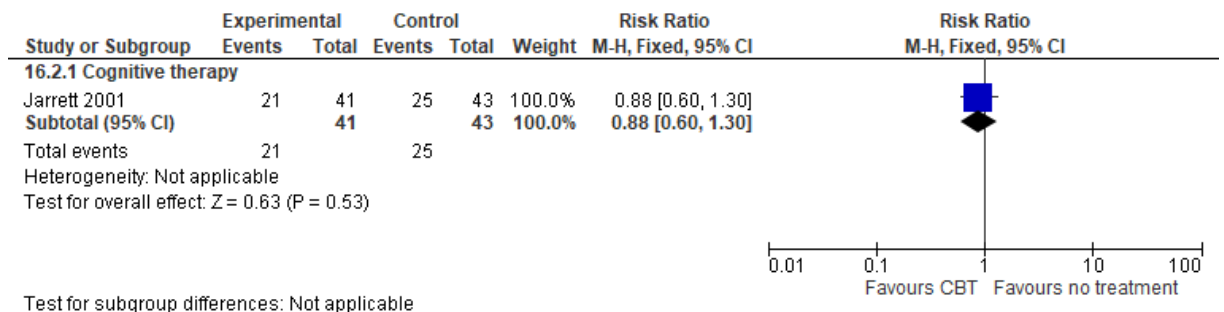 Experimental Control Risk Ratio Risk Ratio
Study or Subgroup Events Total Events Total Weight M-H, Fixed, 95% CI M-H, Fixed, 95% CI
16.2.1 Cognitive therapy
Jarrett 2001 21 41 25 43 100.0% 0.88 [0.60, 1.30]
Subtotal (95% CI) 41 43 100.0% 0.88 [0.60, 1.30]
Total events 21 25
Heterogeneity: Not applicable
Test for overall effect: Z = 0.63 (P = 0.53)
0.01 0.1 1 10 100
Favours CBT Favours no treatment
Test for subgroup differences: Not applicable